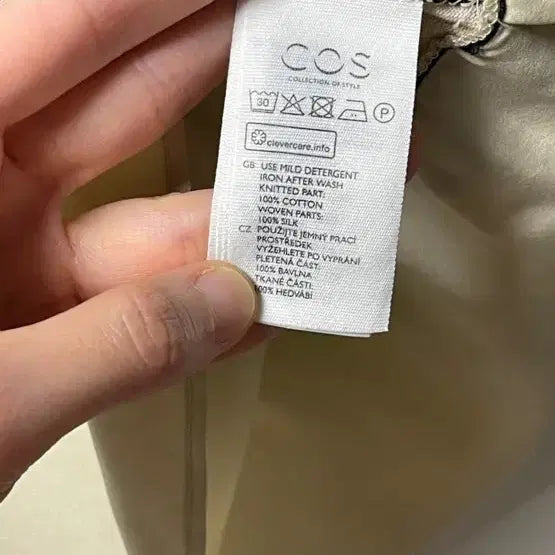 COS
COLLECTION OF STYLE
30 P
clevercare.info
GB USE MILD DETERGENT
IRON AFTER WASH
KNITTED PART:
100% COTTON
WOVEN PARTS:
100% SILK
CZ POUŽIJTE JEMNÝ PRACÍ
PROSTŘEDEK
VYŽEHLETE PO VYPRÁNÍ
PLETENÁ ČÁST:
100% BAVLNA
TKANÉ ČÁSTI:
100% HEDVÁBÍ